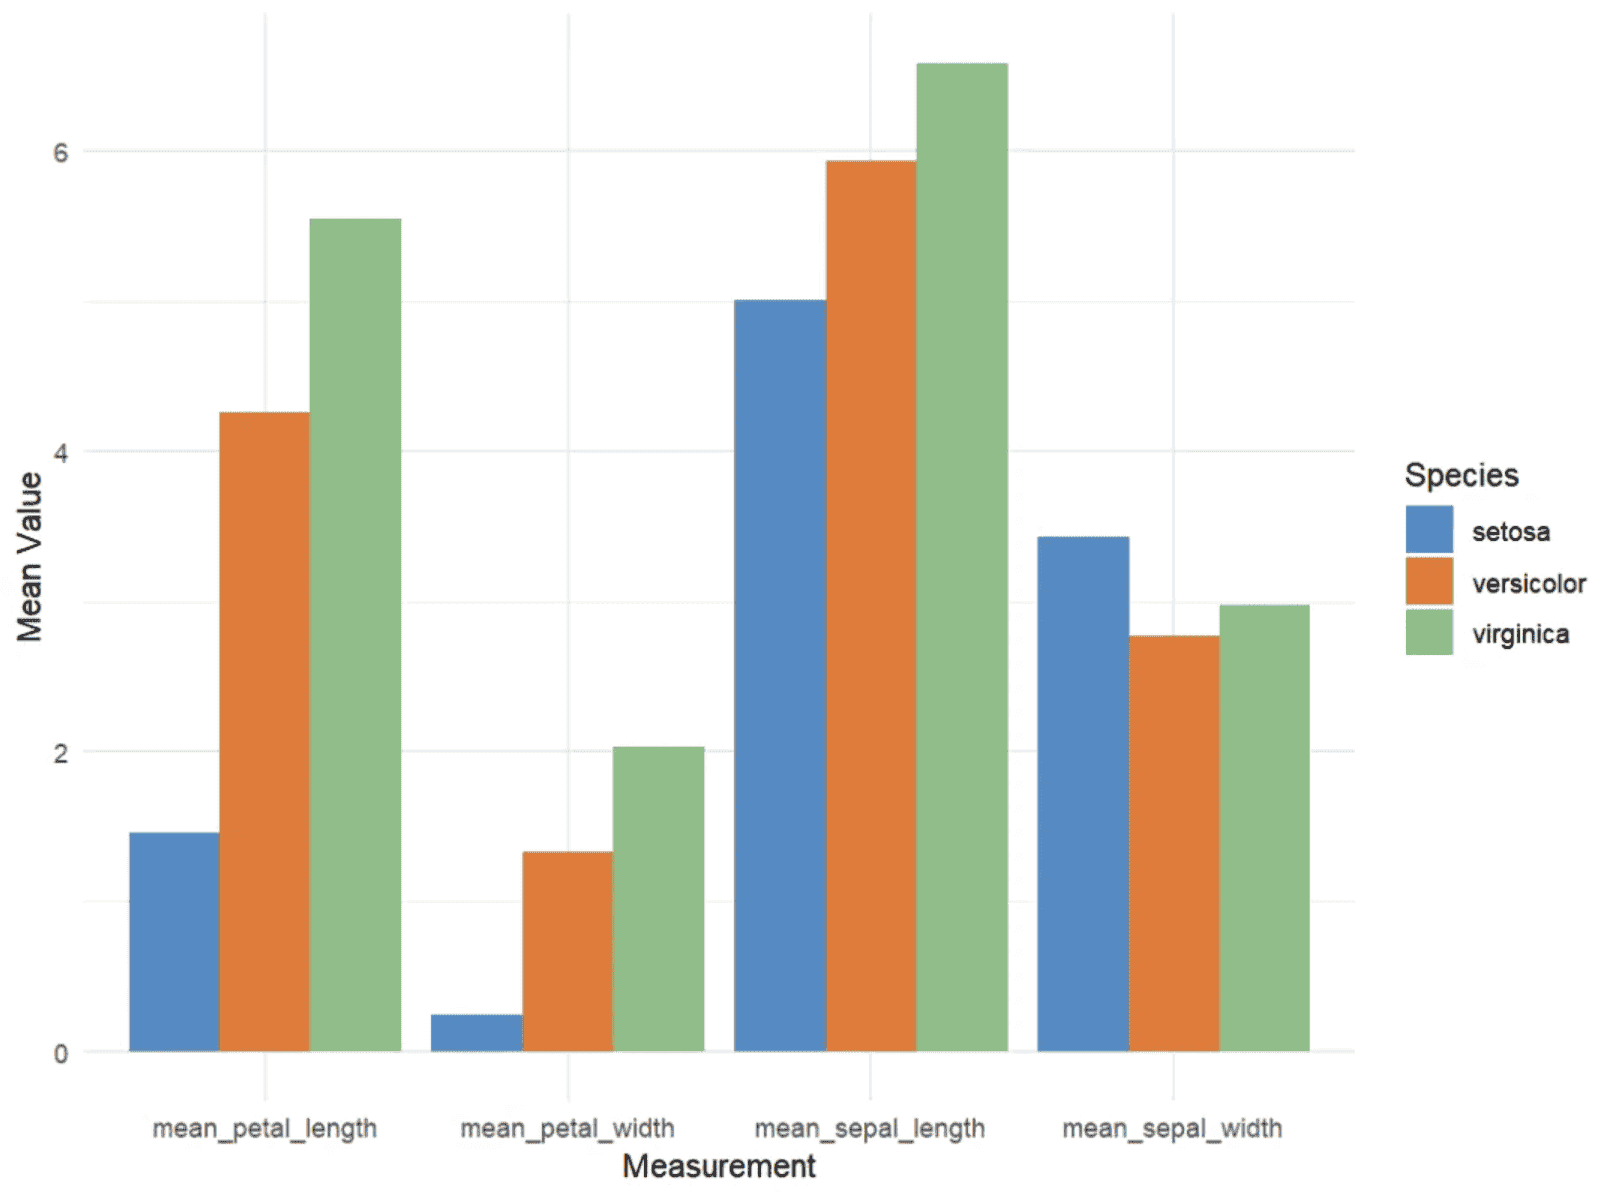 6
4
2
0
Mean Value
mean_petal_length
mean_petal_width
mean_sepal_length
mean_sepal_width
Measurement
Species
setosa
versicolor
virginica